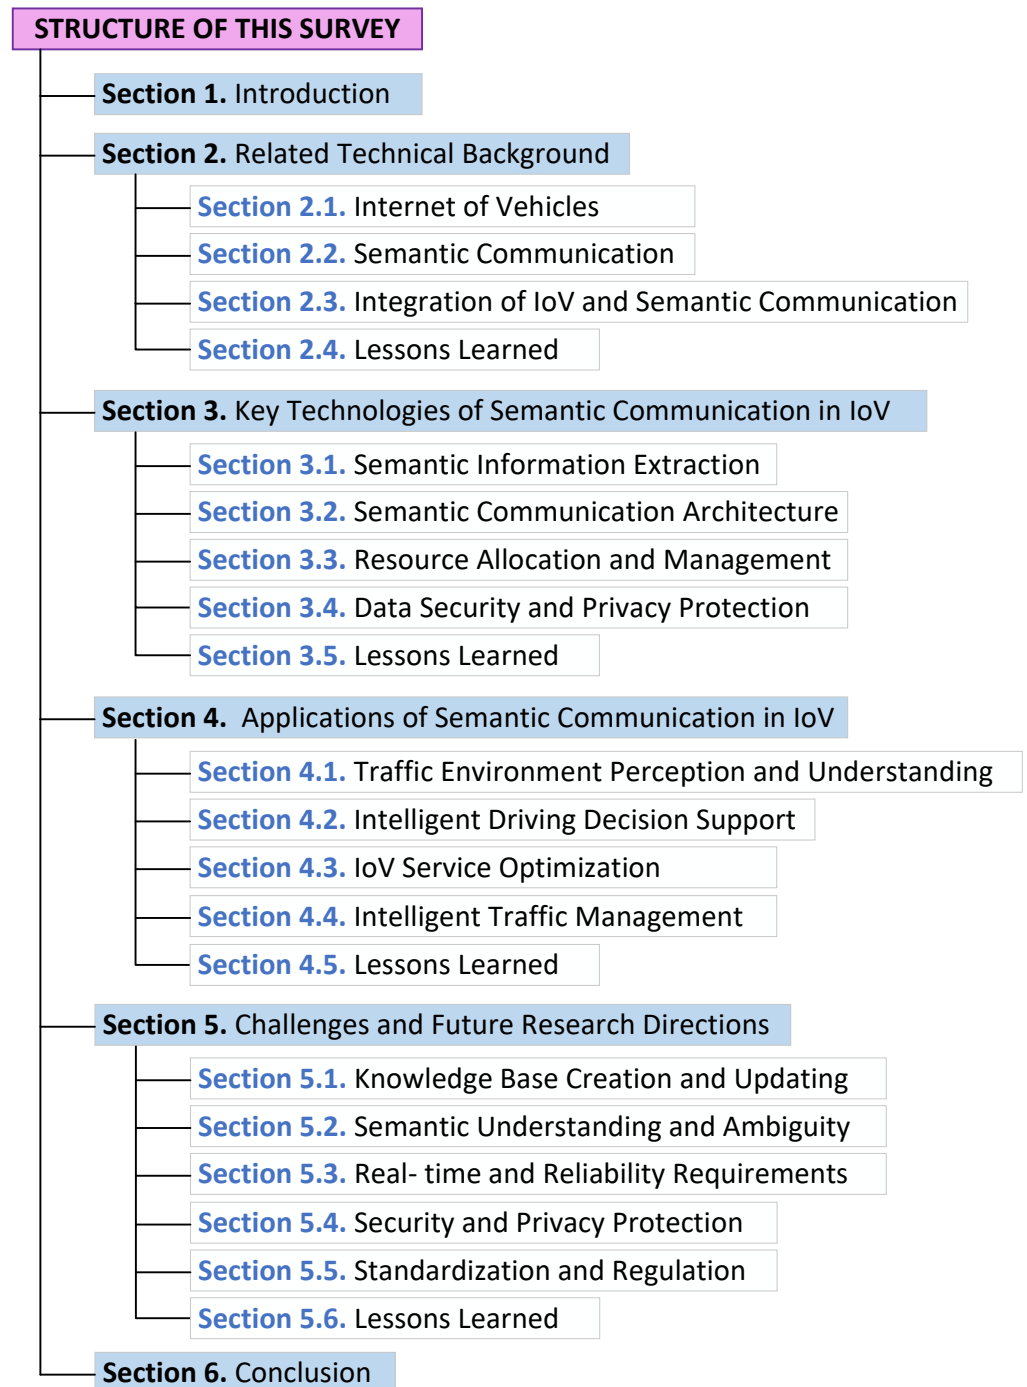 STRUCTURE OF THIS SURVEY
Section 1. Introduction
Section 2. Related Technical Background
Section 2.1. Internet of Vehicles
Section 2.2. Semantic Communication
Section 2.3. Integration of IoV and Semantic Communication
Section 2.4. Lessons Learned
Section 3. Key Technologies of Semantic Communication in IoV
Section 3.1. Semantic Information Extraction
Section 3.2. Semantic Communication Architecture
Section 3.3. Resource Allocation and Management
Section 3.4. Data Security and Privacy Protection
Section 3.5. Lessons Learned
Section 4. Applications of Semantic Communication in IoV
Section 4.1. Traffic Environment Perception and Understanding
Section 4.2. Intelligent Driving Decision Support
Section 4.3. IoV Service Optimization
Section 4.4. Intelligent Traffic Management
Section 4.5. Lessons Learned
Section 5. Challenges and Future Research Directions
Section 5.1. Knowledge Base Creation and Updating
Section 5.2. Semantic Understanding and Ambiguity
Section 5.3. Real- time and Reliability Requirements
Section 5.4. Security and Privacy Protection
Section 5.5. Standardization and Regulation
Section 5.6. Lessons Learned
Section 6. Conclusion